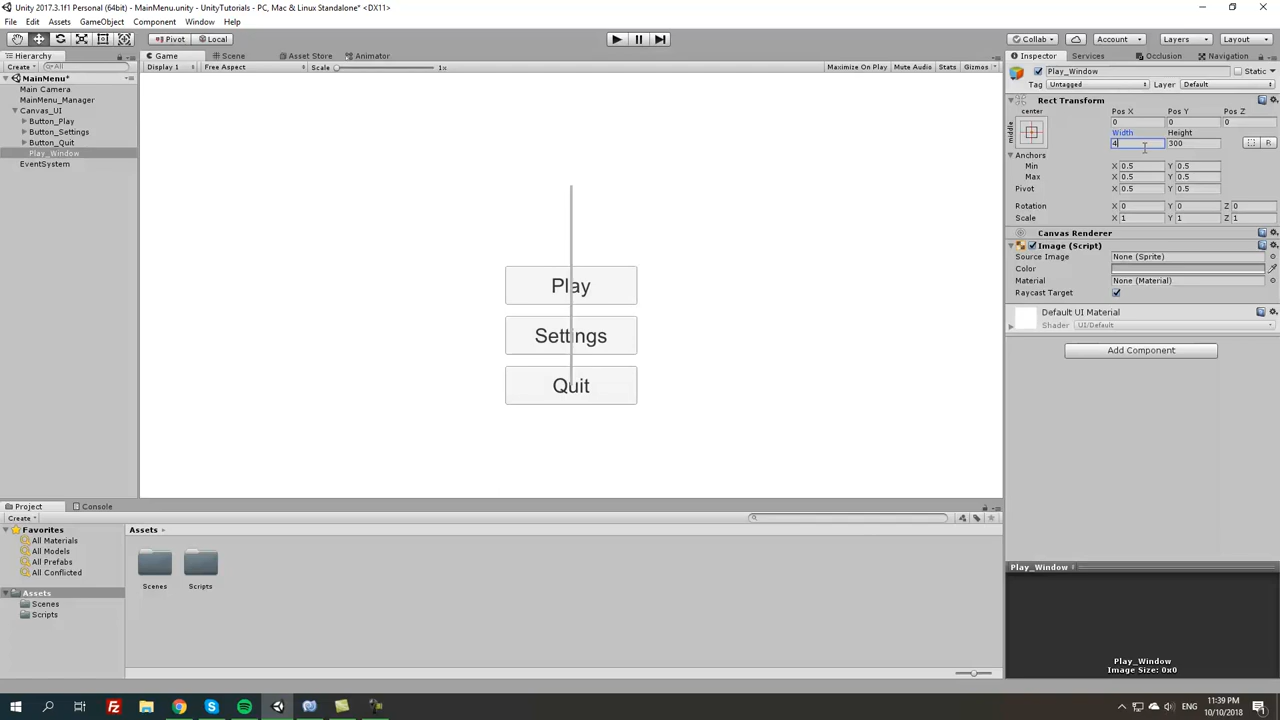 Unity 2017.3.1f1 Personal (64bit) - MainMenu.unity - UnityTutorials - PC, Mac & Linux Standalone* <DX11>
File Edit Assets GameObject Component Window Help
Pivot Local
Collab Account Layers Layout
Hierarchy
Game Scene Asset Store Animator
Inspector Services Occlusion Navigation
Create All
Display 1 Free Aspect Scale 1x
Maximize On Play Mute Audio Stats Gizmos
MainMenu*
Main Camera
MainMenu_Manager
Canvas_UI
Button_Play
Button_Settings
Button_Quit
Play_Window
EventSystem
Play
Settings
Quit
Play_Window Static
Tag Untagged Layer Default
Rect Transform
center
middle
Pos X Pos Y Pos Z
0 0 0
Width Height
4 300
R
Anchors
Min X 0.5 Y 0.5
Max X 0.5 Y 0.5
Pivot X 0.5 Y 0.5
Rotation X 0 Y 0 Z 0
Scale X 1 Y 1 Z 1
Canvas Renderer
Image (Script)
Source Image None (Sprite)
Color
Material None (Material)
Raycast Target
Default UI Material
Shader UI/Default
Add Component
Project Console
Create
Favorites
All Materials
All Models
All Prefabs
All Conflicted
Assets
Scenes
Scripts
Assets
Scenes Scripts
Play_Window
Play_Window
Image Size: 0x0
ENG
11:39 PM
10/10/2018
1